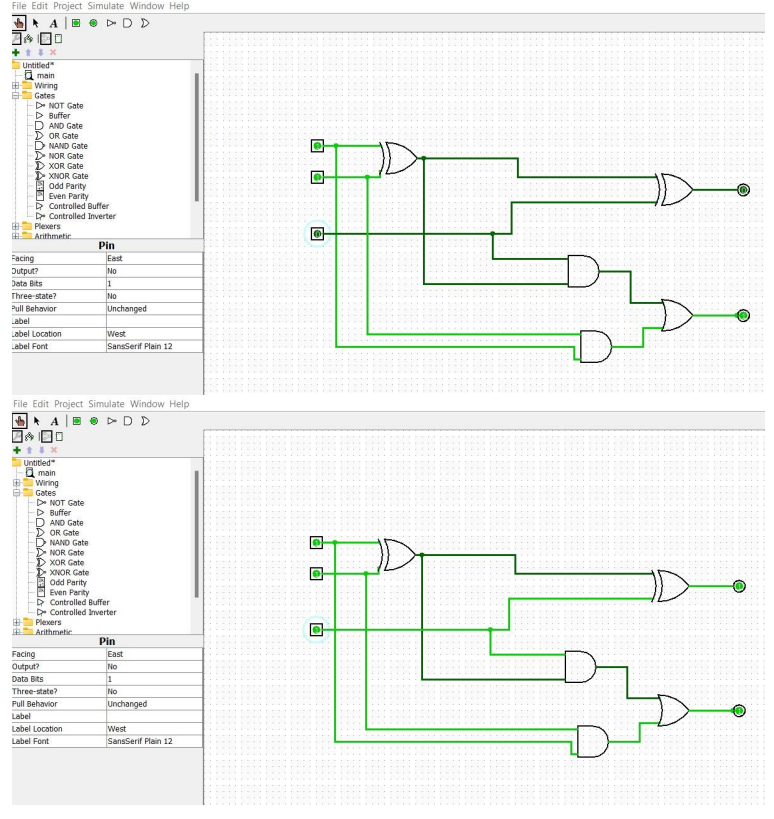 File Edit Project Simulate Window Help
A
Untitled*
main
Wiring
Gates
NOT Gate
Buffer
AND Gate
OR Gate
NAND Gate
NOR Gate
XOR Gate
XNOR Gate
Odd Parity
Even Parity
Controlled Buffer
Controlled Inverter
Plexers
Arithmetic
Pin
Facing East
Output? No
Data Bits 1
Three-state? No
Pull Behavior Unchanged
Label
Label Location West
Label Font SansSerif Plain 12
File Edit Project Simulate Window Help
A
Untitled*
main
Wiring
Gates
NOT Gate
Buffer
AND Gate
OR Gate
NAND Gate
NOR Gate
XOR Gate
XNOR Gate
Odd Parity
Even Parity
Controlled Buffer
Controlled Inverter
Plexers
Arithmetic
Pin
Facing East
Output? No
Data Bits 1
Three-state? No
Pull Behavior Unchanged
Label
Label Location West
Label Font SansSerif Plain 12